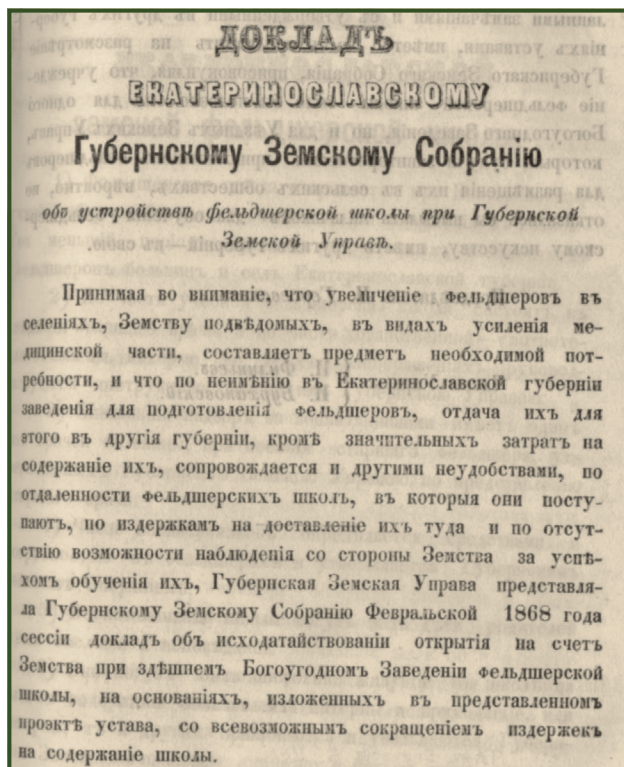 ДОКЛАДЪ
ЕКАТЕРИНОСЛАВСКОМУ
Губернскому Земскому Собранію
объ устройствѣ фельдшерской школы при Губернской
Земской Управѣ.
Принимая во вниманіе, что увеличеніе фельдшеровъ въ
селеніяхъ, Земству подвѣдомыхъ, въ видахъ усиленія ме-
дицинской части, составляетъ предметъ необходимой пот-
ребности, и что по неимѣнію въ Екатеринославской губерніи
заведенія для подготовленія фельдшеровъ, отдача ихъ для
этого въ другія губерніи, кромѣ значительныхъ затратъ на
содержаніе ихъ, сопровождается и другими неудобствами, по
отдаленности фельдшерскихъ школъ, въ которыя они посту-
паютъ, по издержкамъ на доставленіе ихъ туда и по отсут-
ствію возможности наблюденія со стороны Земства за успѣ-
хомъ обученія ихъ, Губернская Земская Управа представля-
ла Губернскому Земскому Собранію Февральской 1868 года
сессіи докладъ объ исходатайствованіи открытія на счетъ
Земства при здѣшнемъ Богоугодномъ Заведеніи фельдшерской
школы, на основаніяхъ, изложенныхъ въ представленномъ
проэктѣ устава, со всевозможнымъ сокращеніемъ издержекъ
на содержаніе школы.